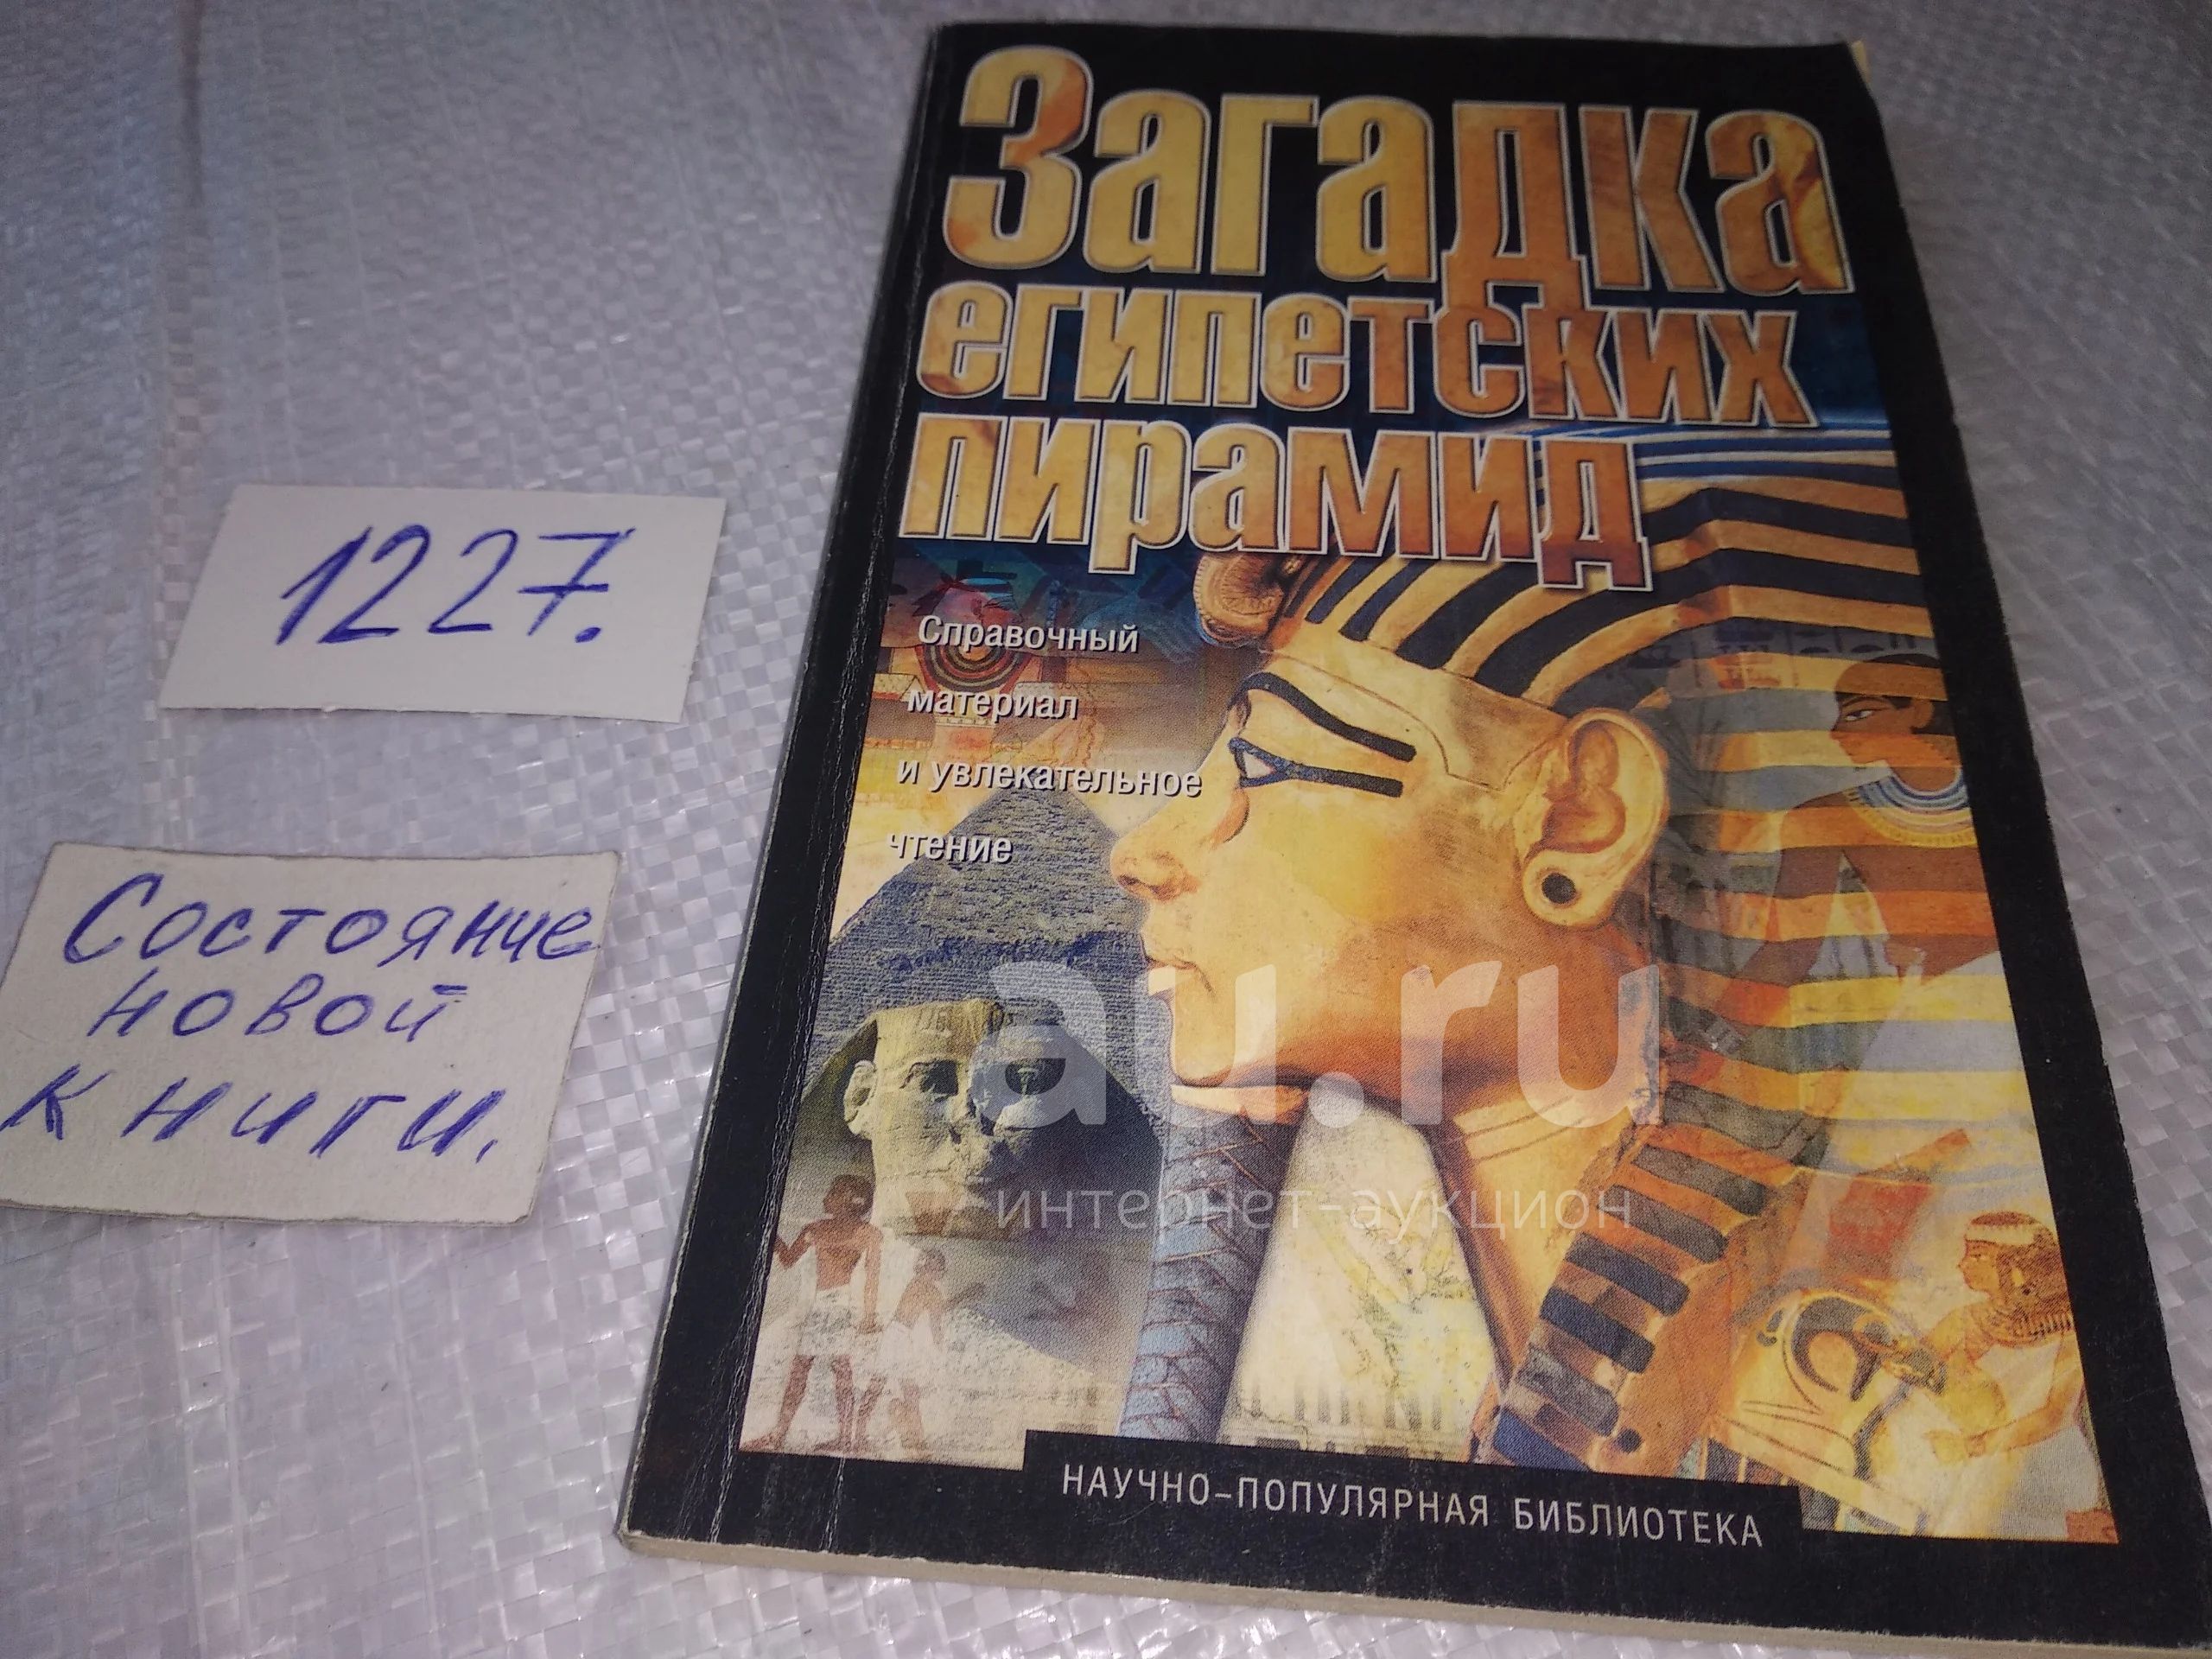 Загадка
египетских
пирамид
Справочный
материал
и увлекательное
чтение
НАУЧНО-ПОПУЛЯРНАЯ БИБЛИОТЕКА
1227.
Состояние
новой
книги.
au.ru
интернет-аукцион